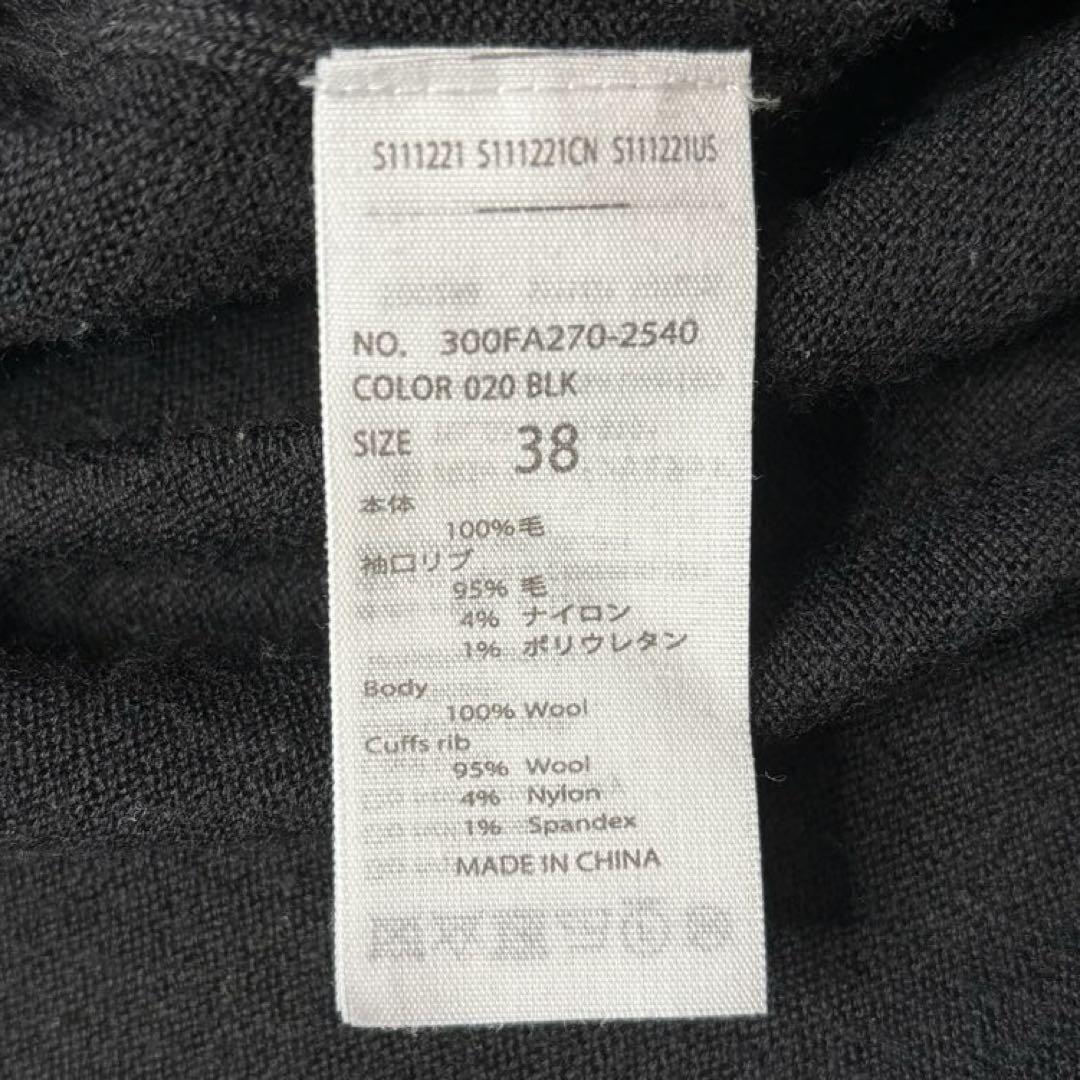 S111221 S111221CN S111221US
NO. 300FA270-2540
COLOR 020 BLK
SIZE 38
本体
100% 毛
袖口リブ
95% 毛
4% ナイロン
1% ポリウレタン
Body
100% Wool
Cuffs rib
95% Wool
4% Nylon
1% Spandex
MADE IN CHINA